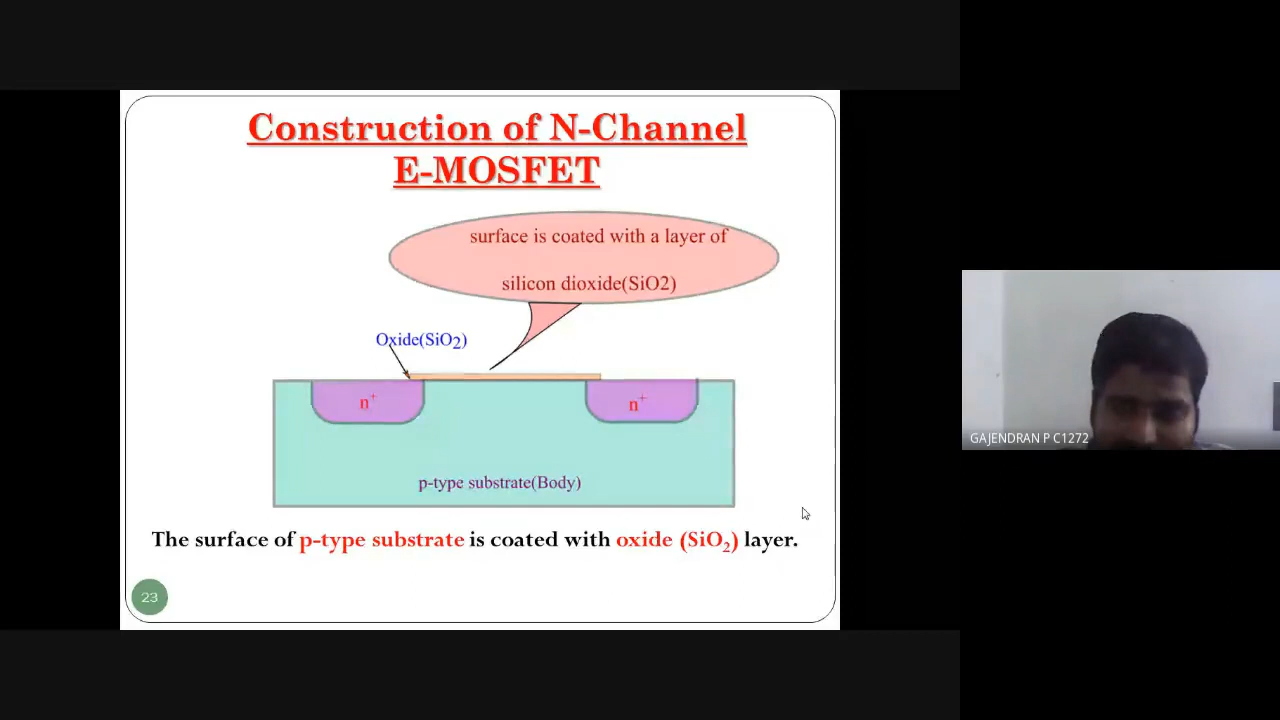 Construction of N-Channel
E-MOSFET
surface is coated with a layer of
silicon dioxide(SiO2)
Oxide(SiO₂)
n⁺
n⁺
p-type substrate(Body)
The surface of p-type substrate is coated with oxide (SiO₂) layer.
23
GAJENDRAN P C1272